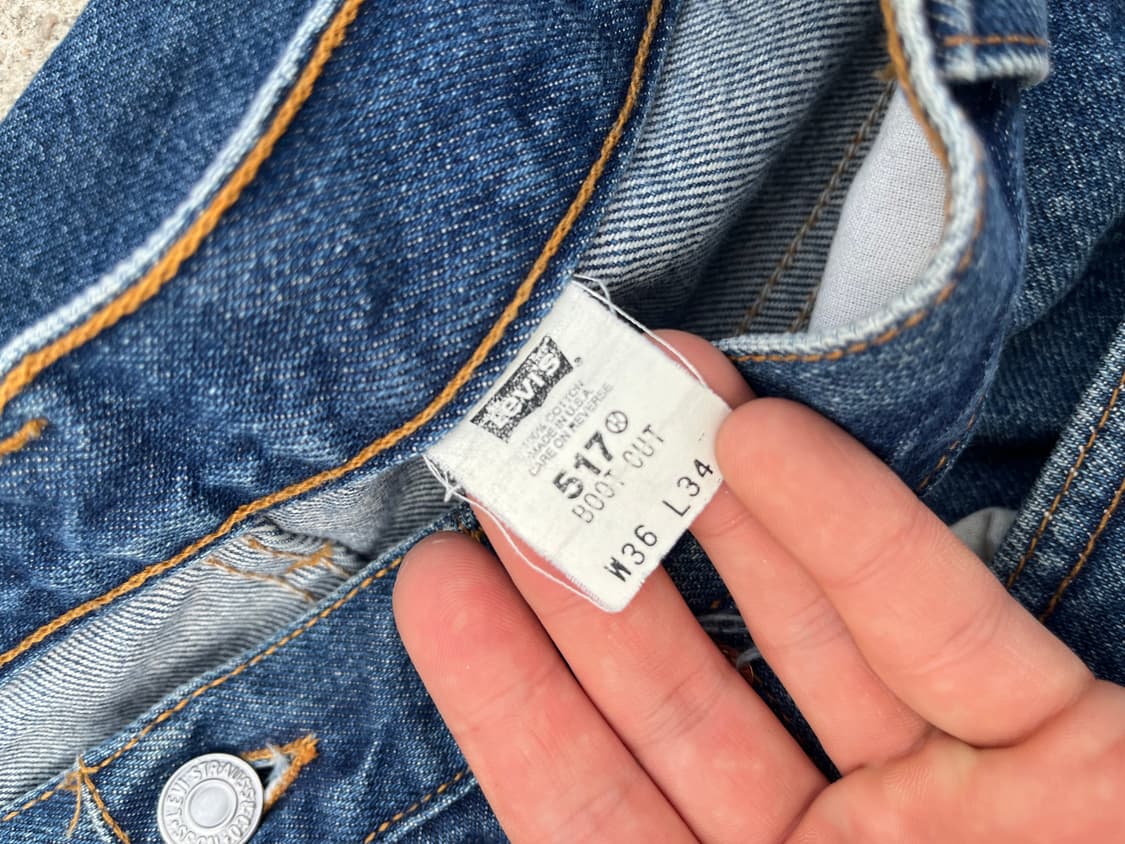 Levi's®
100% COTTON
MADE IN U.S.A.
CARE ON REVERSE
517
BOOT CUT
W36 L34
LEVI STRAUSS